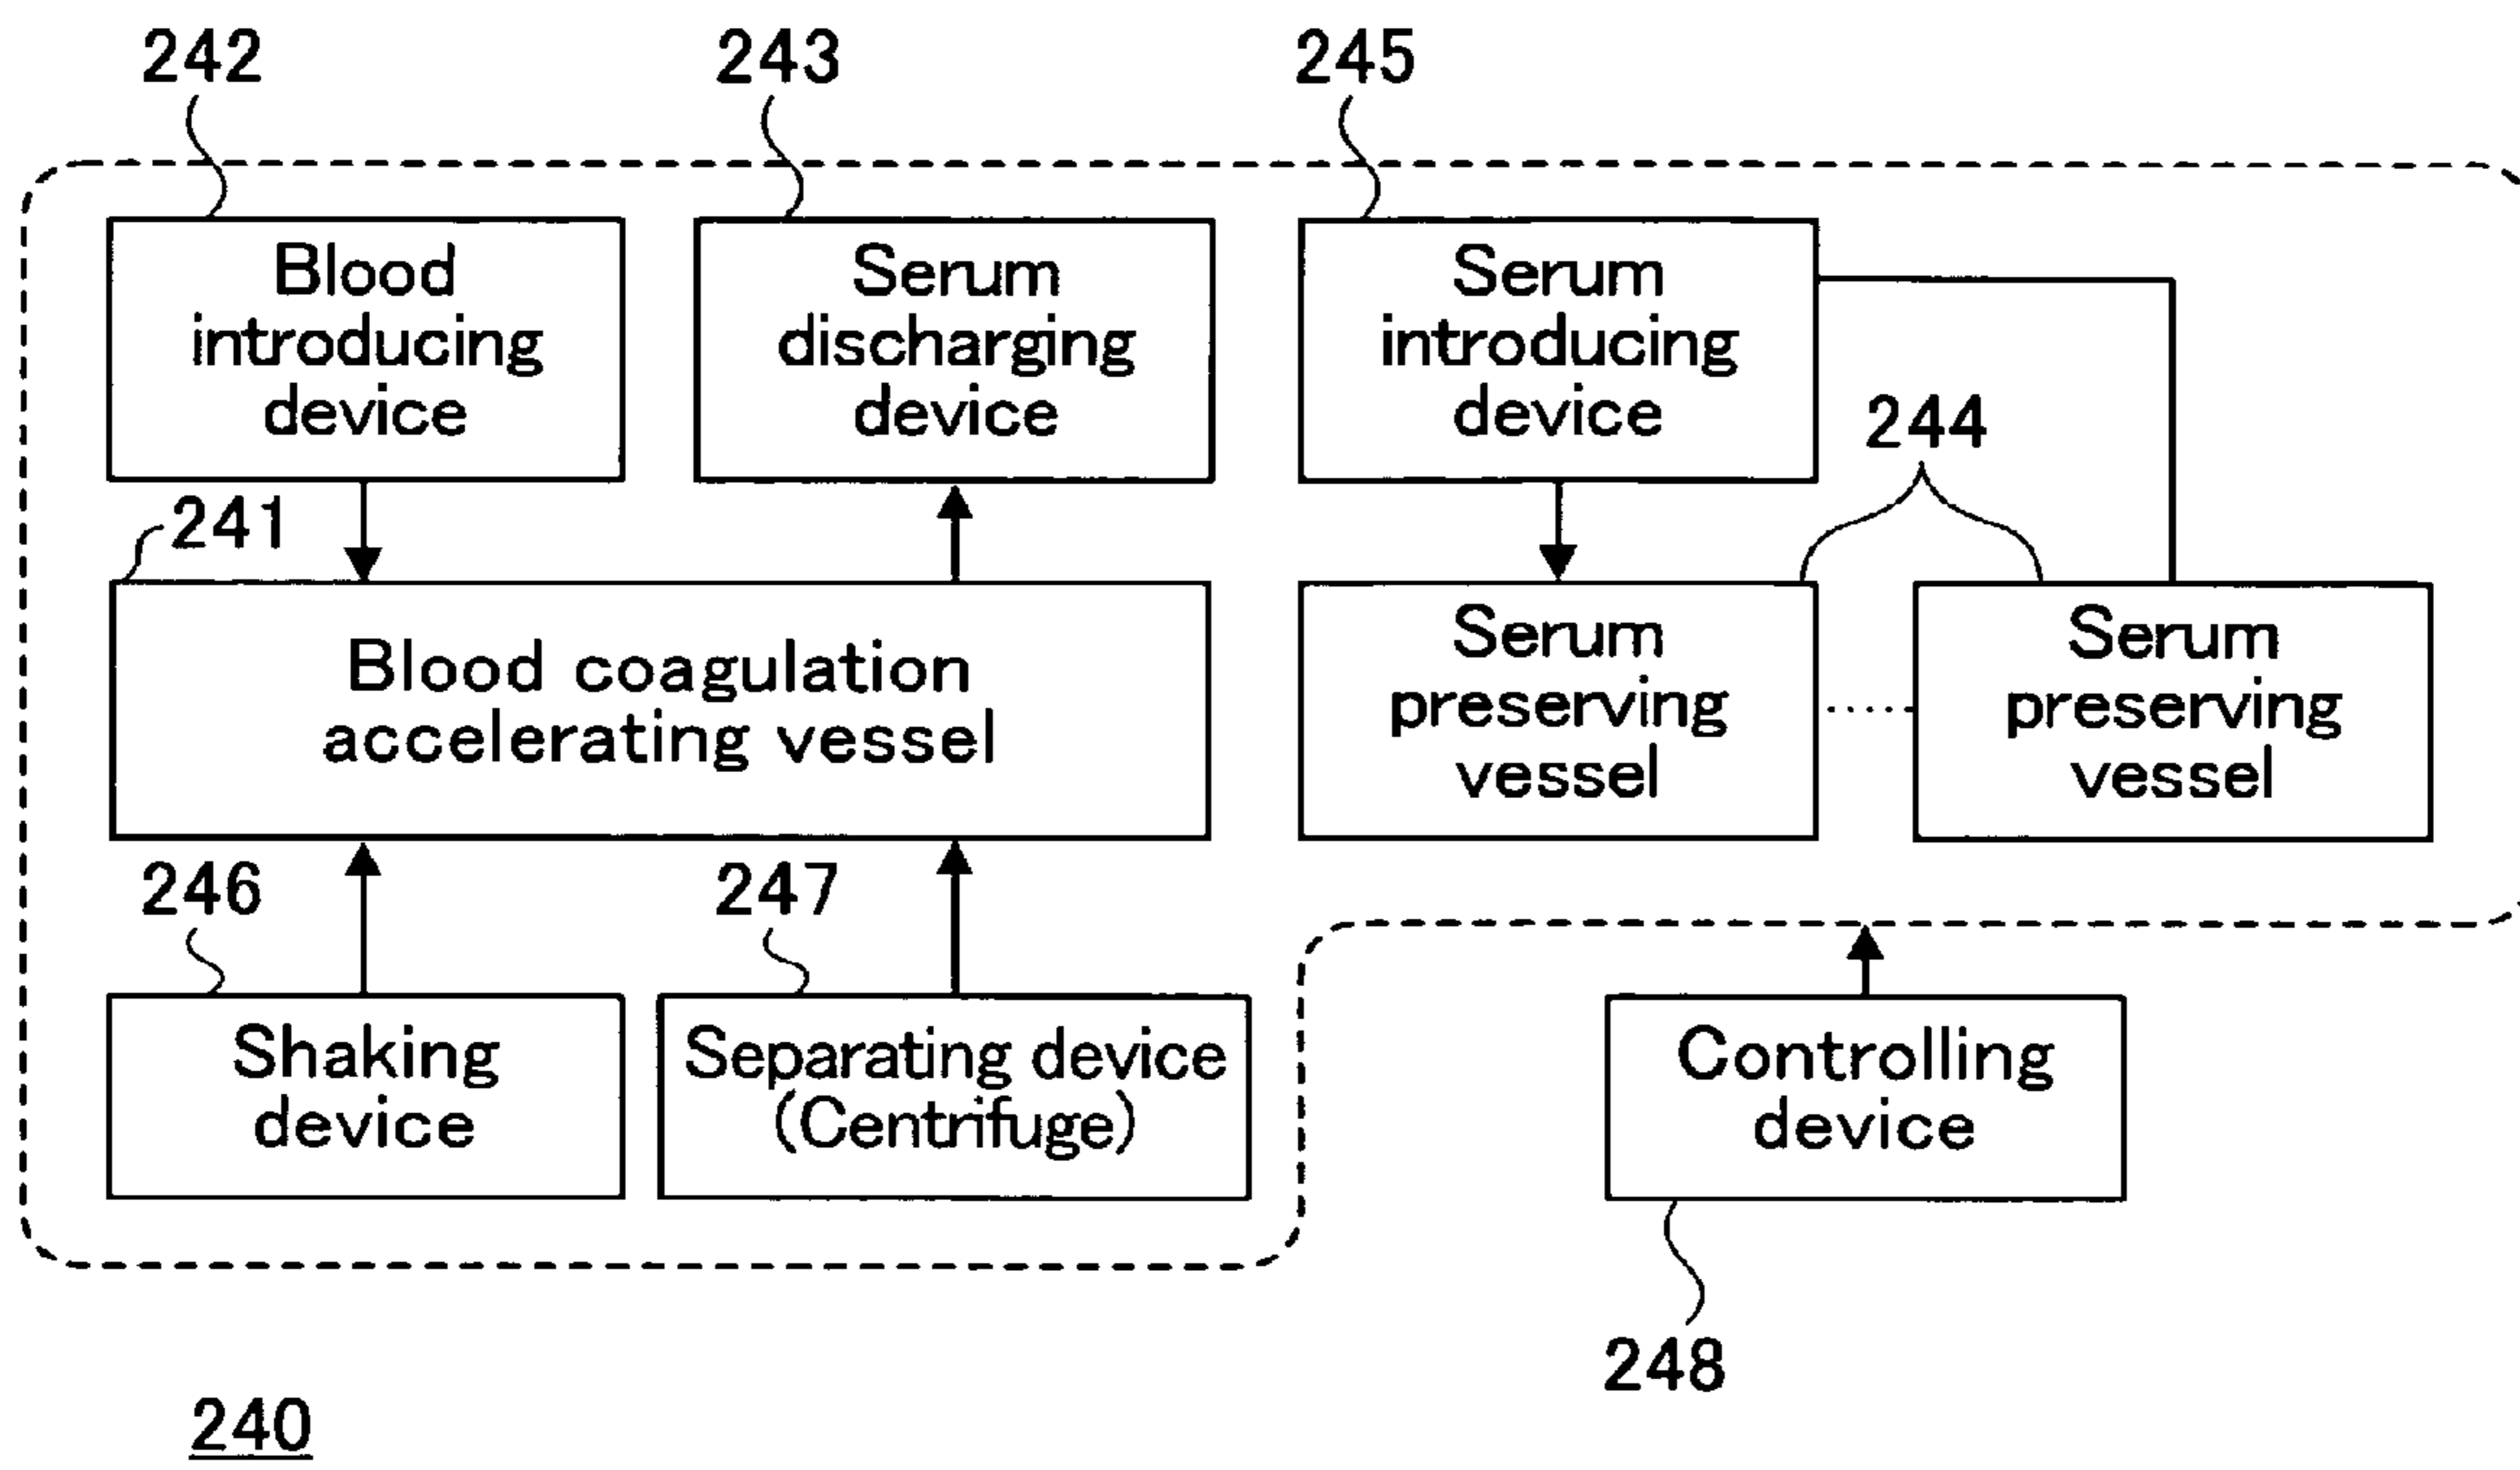 242
243
245
Blood
introducing
device
Serum
discharging
device
Serum
introducing
device
244
241
Blood coagulation
accelerating vessel
Serum
preserving
vessel
Serum
preserving
vessel
246
247
Shaking
device
Separating device
(Centrifuge)
Controlling
device
248
240